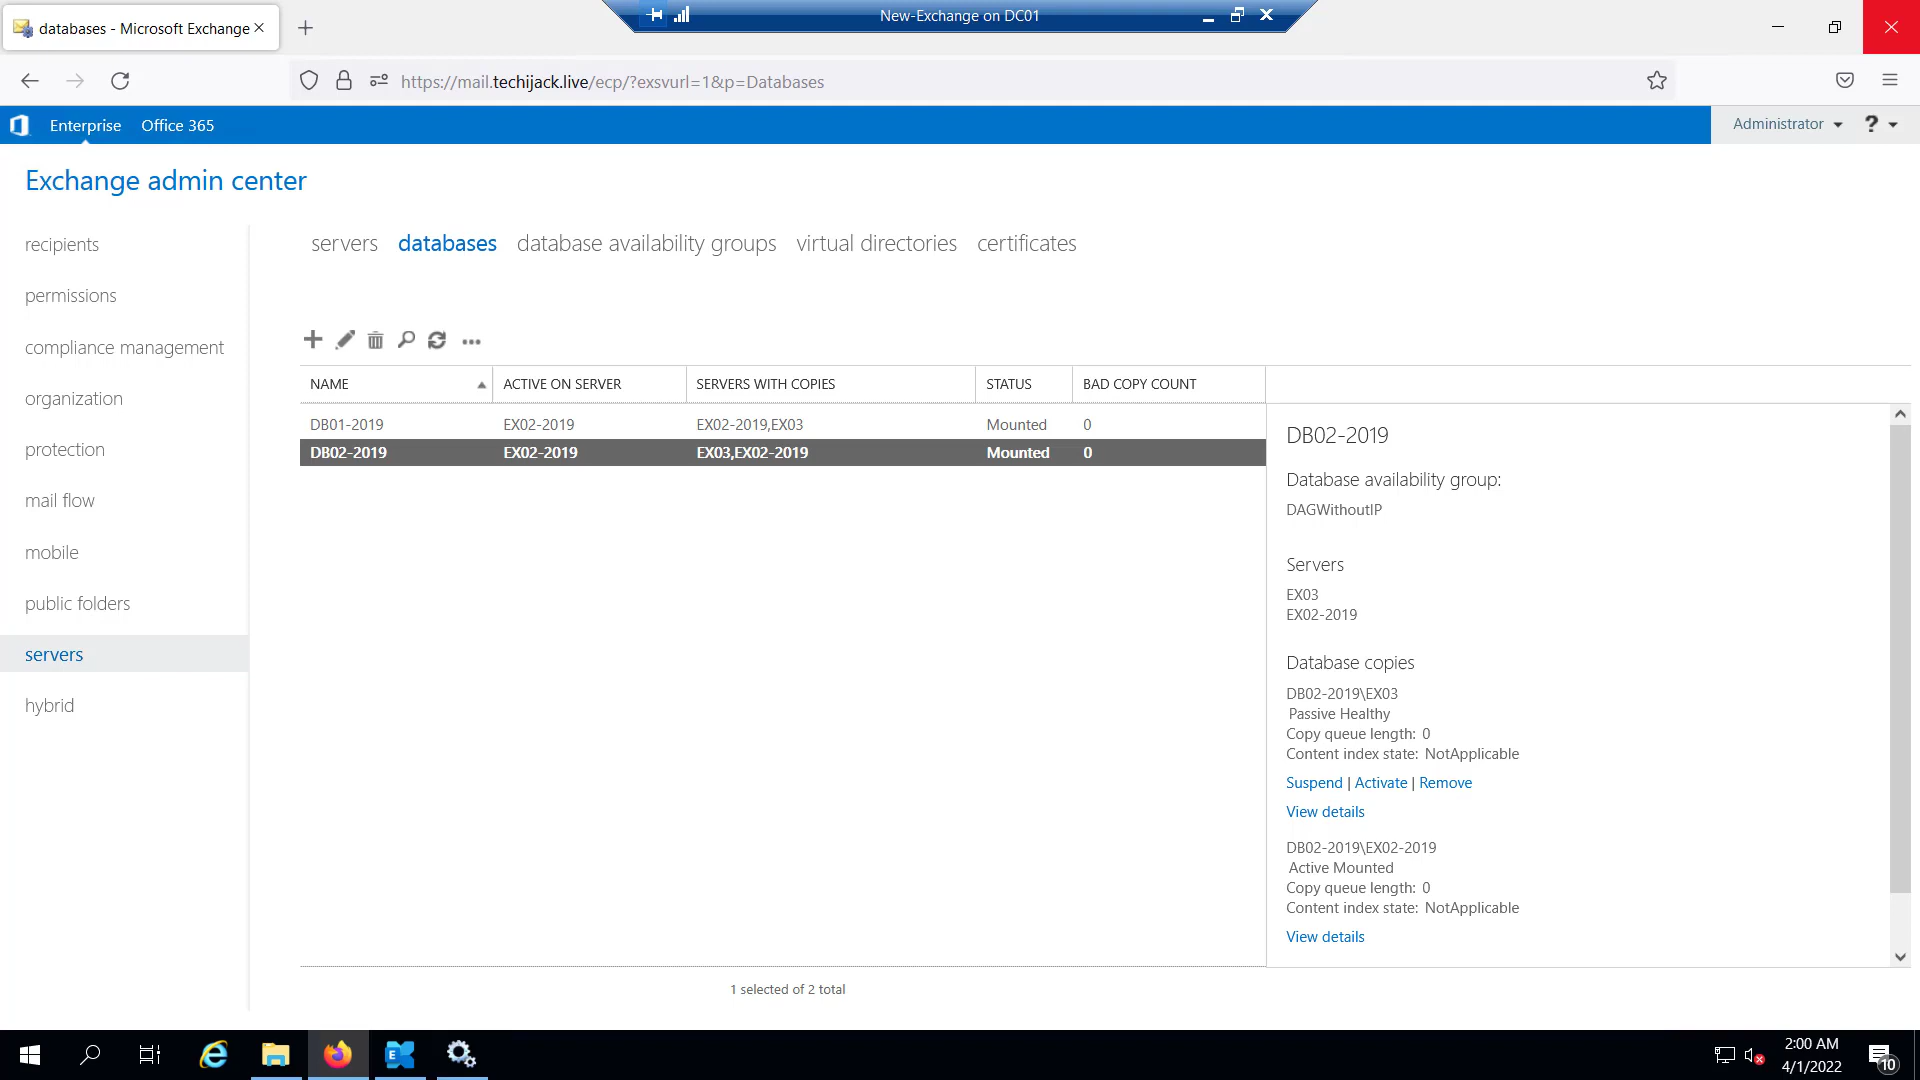 databases - Microsoft Exchange
New-Exchange on DC01
https://mail.techijack.live/ecp/?exsvurl=1&p=Databases
Enterprise
Office 365
Administrator
?
Exchange admin center
recipients
permissions
compliance management
organization
protection
mail flow
mobile
public folders
servers
hybrid
servers databases database availability groups virtual directories certificates
NAME ACTIVE ON SERVER SERVERS WITH COPIES STATUS BAD COPY COUNT
DB01-2019 EX02-2019 EX02-2019,EX03 Mounted 0
DB02-2019 EX02-2019 EX03,EX02-2019 Mounted 0
1 selected of 2 total
DB02-2019
Database availability group:
DAGWithoutIP
Servers
EX03
EX02-2019
Database copies
DB02-2019\EX03
Passive Healthy
Copy queue length: 0
Content index state: NotApplicable
Suspend | Activate | Remove
View details
DB02-2019\EX02-2019
Active Mounted
Copy queue length: 0
Content index state: NotApplicable
View details
2:00 AM
4/1/2022
10